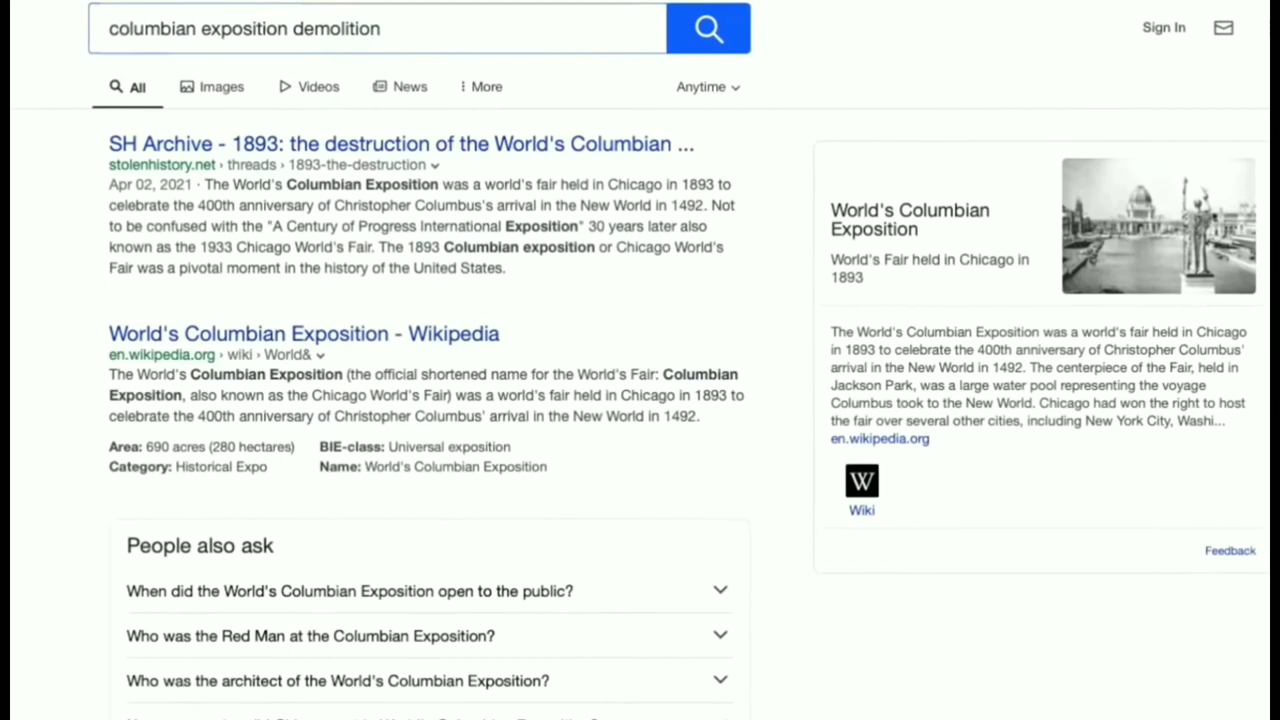 columbian exposition demolition
Sign In
All Images Videos News More Anytime
SH Archive - 1893: the destruction of the World's Columbian ...
stolenhistory.net › threads › 1893-the-destruction
Apr 02, 2021 · The World's Columbian Exposition was a world's fair held in Chicago in 1893 to
celebrate the 400th anniversary of Christopher Columbus's arrival in the New World in 1492. Not
to be confused with the "A Century of Progress International Exposition" 30 years later also
known as the 1933 Chicago World's Fair. The 1893 Columbian exposition or Chicago World's
Fair was a pivotal moment in the history of the United States.
World's Columbian Exposition - Wikipedia
en.wikipedia.org › wiki › World&
The World's Columbian Exposition (the official shortened name for the World's Fair: Columbian
Exposition, also known as the Chicago World's Fair) was a world's fair held in Chicago in 1893 to
celebrate the 400th anniversary of Christopher Columbus' arrival in the New World in 1492.
Area: 690 acres (280 hectares) BIE-class: Universal exposition
Category: Historical Expo Name: World's Columbian Exposition
People also ask
When did the World's Columbian Exposition open to the public?
Who was the Red Man at the Columbian Exposition?
Who was the architect of the World's Columbian Exposition?
World's Columbian
Exposition
World's Fair held in Chicago in
1893
The World's Columbian Exposition was a world's fair held in Chicago
in 1893 to celebrate the 400th anniversary of Christopher Columbus'
arrival in the New World in 1492. The centerpiece of the Fair, held in
Jackson Park, was a large water pool representing the voyage
Columbus took to the New World. Chicago had won the right to host
the fair over several other cities, including New York City, Washi...
en.wikipedia.org
W
Wiki
Feedback